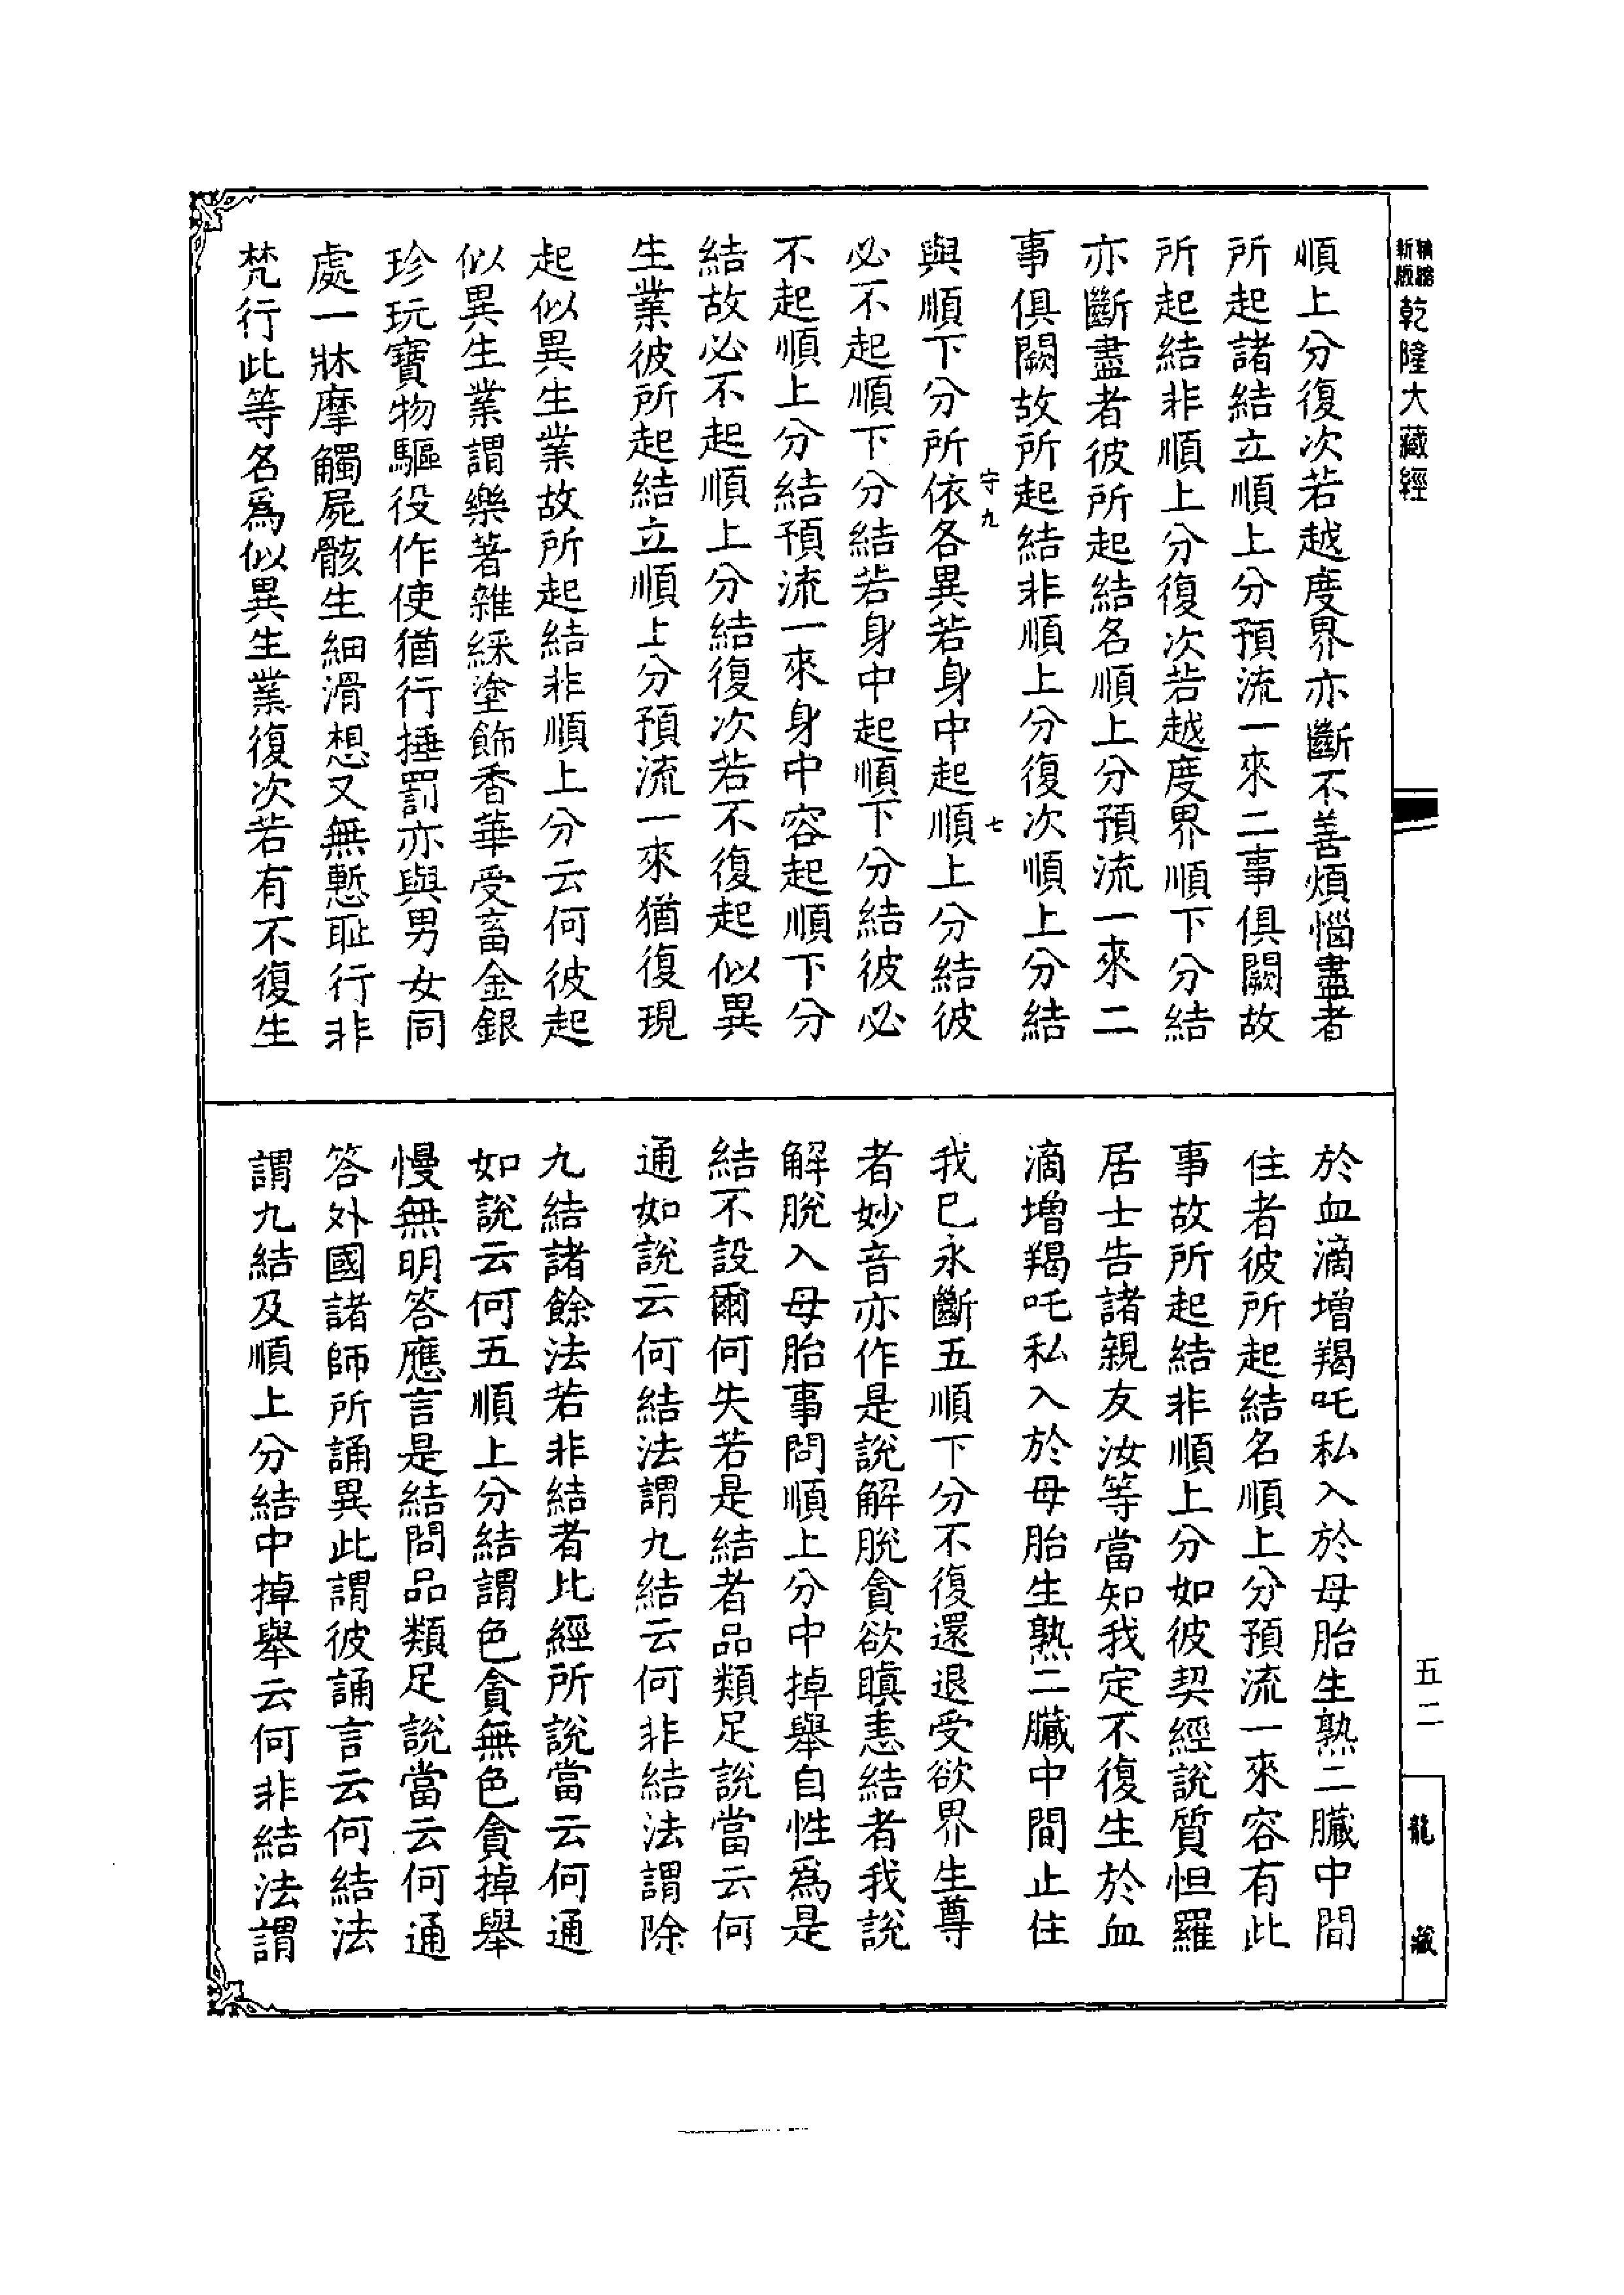 精縮新版乾隆大藏經
順上分復次若越度界亦斷不善煩惱盡者
所起諸結立順上分預流一來二事俱闕故
所起結非順上分復次若越度界順下分結
亦斷盡者彼所起結名順上分預流一來二
事俱闕故所起結非順上分復次順上分結
守九 七
與順下分所依各異若身中起順上分結彼
必不起順下分結若身中起順下分結彼必
不起順上分結預流一來身中容起順下分
結故必不起順上分結復次若不復起似異
生業彼所起結立順上分預流一來猶復現
起似異生業故所起結非順上分云何彼起
似異生業謂樂著雜綵塗飾香華受畜金銀
珍玩寶物驅役作使猶行捶罰亦與男女同
處一牀摩觸屍骸生細滑想又無慙恥行非
梵行此等名爲似異生業復次若有不復生
於血滴增羯吒私入於母胎生熟二臟中間
住者彼所起結名順上分預流一來容有此
事故所起結非順上分如彼契經說質怛羅
居士告諸親友汝等當知我定不復生於血
滴增羯吒私入於母胎生熟二臟中間止住
我已永斷五順下分不復還退受欲界生尊
者妙音亦作是說解脫貪欲瞋恚結者我說
解脫入母胎事問順上分中掉舉自性爲是
結不設爾何失若是結者品類足說當云何
通如說云何結法謂九結云何非結法謂除
九結諸餘法若非結者比經所說當云何通
如說云何五順上分結謂色貪無色貪掉舉
慢無明答應言是結問品類足說當云何通
答外國諸師所誦異此謂彼誦言云何結法
謂九結及順上分結中掉舉云何非結法謂
五二
龍藏